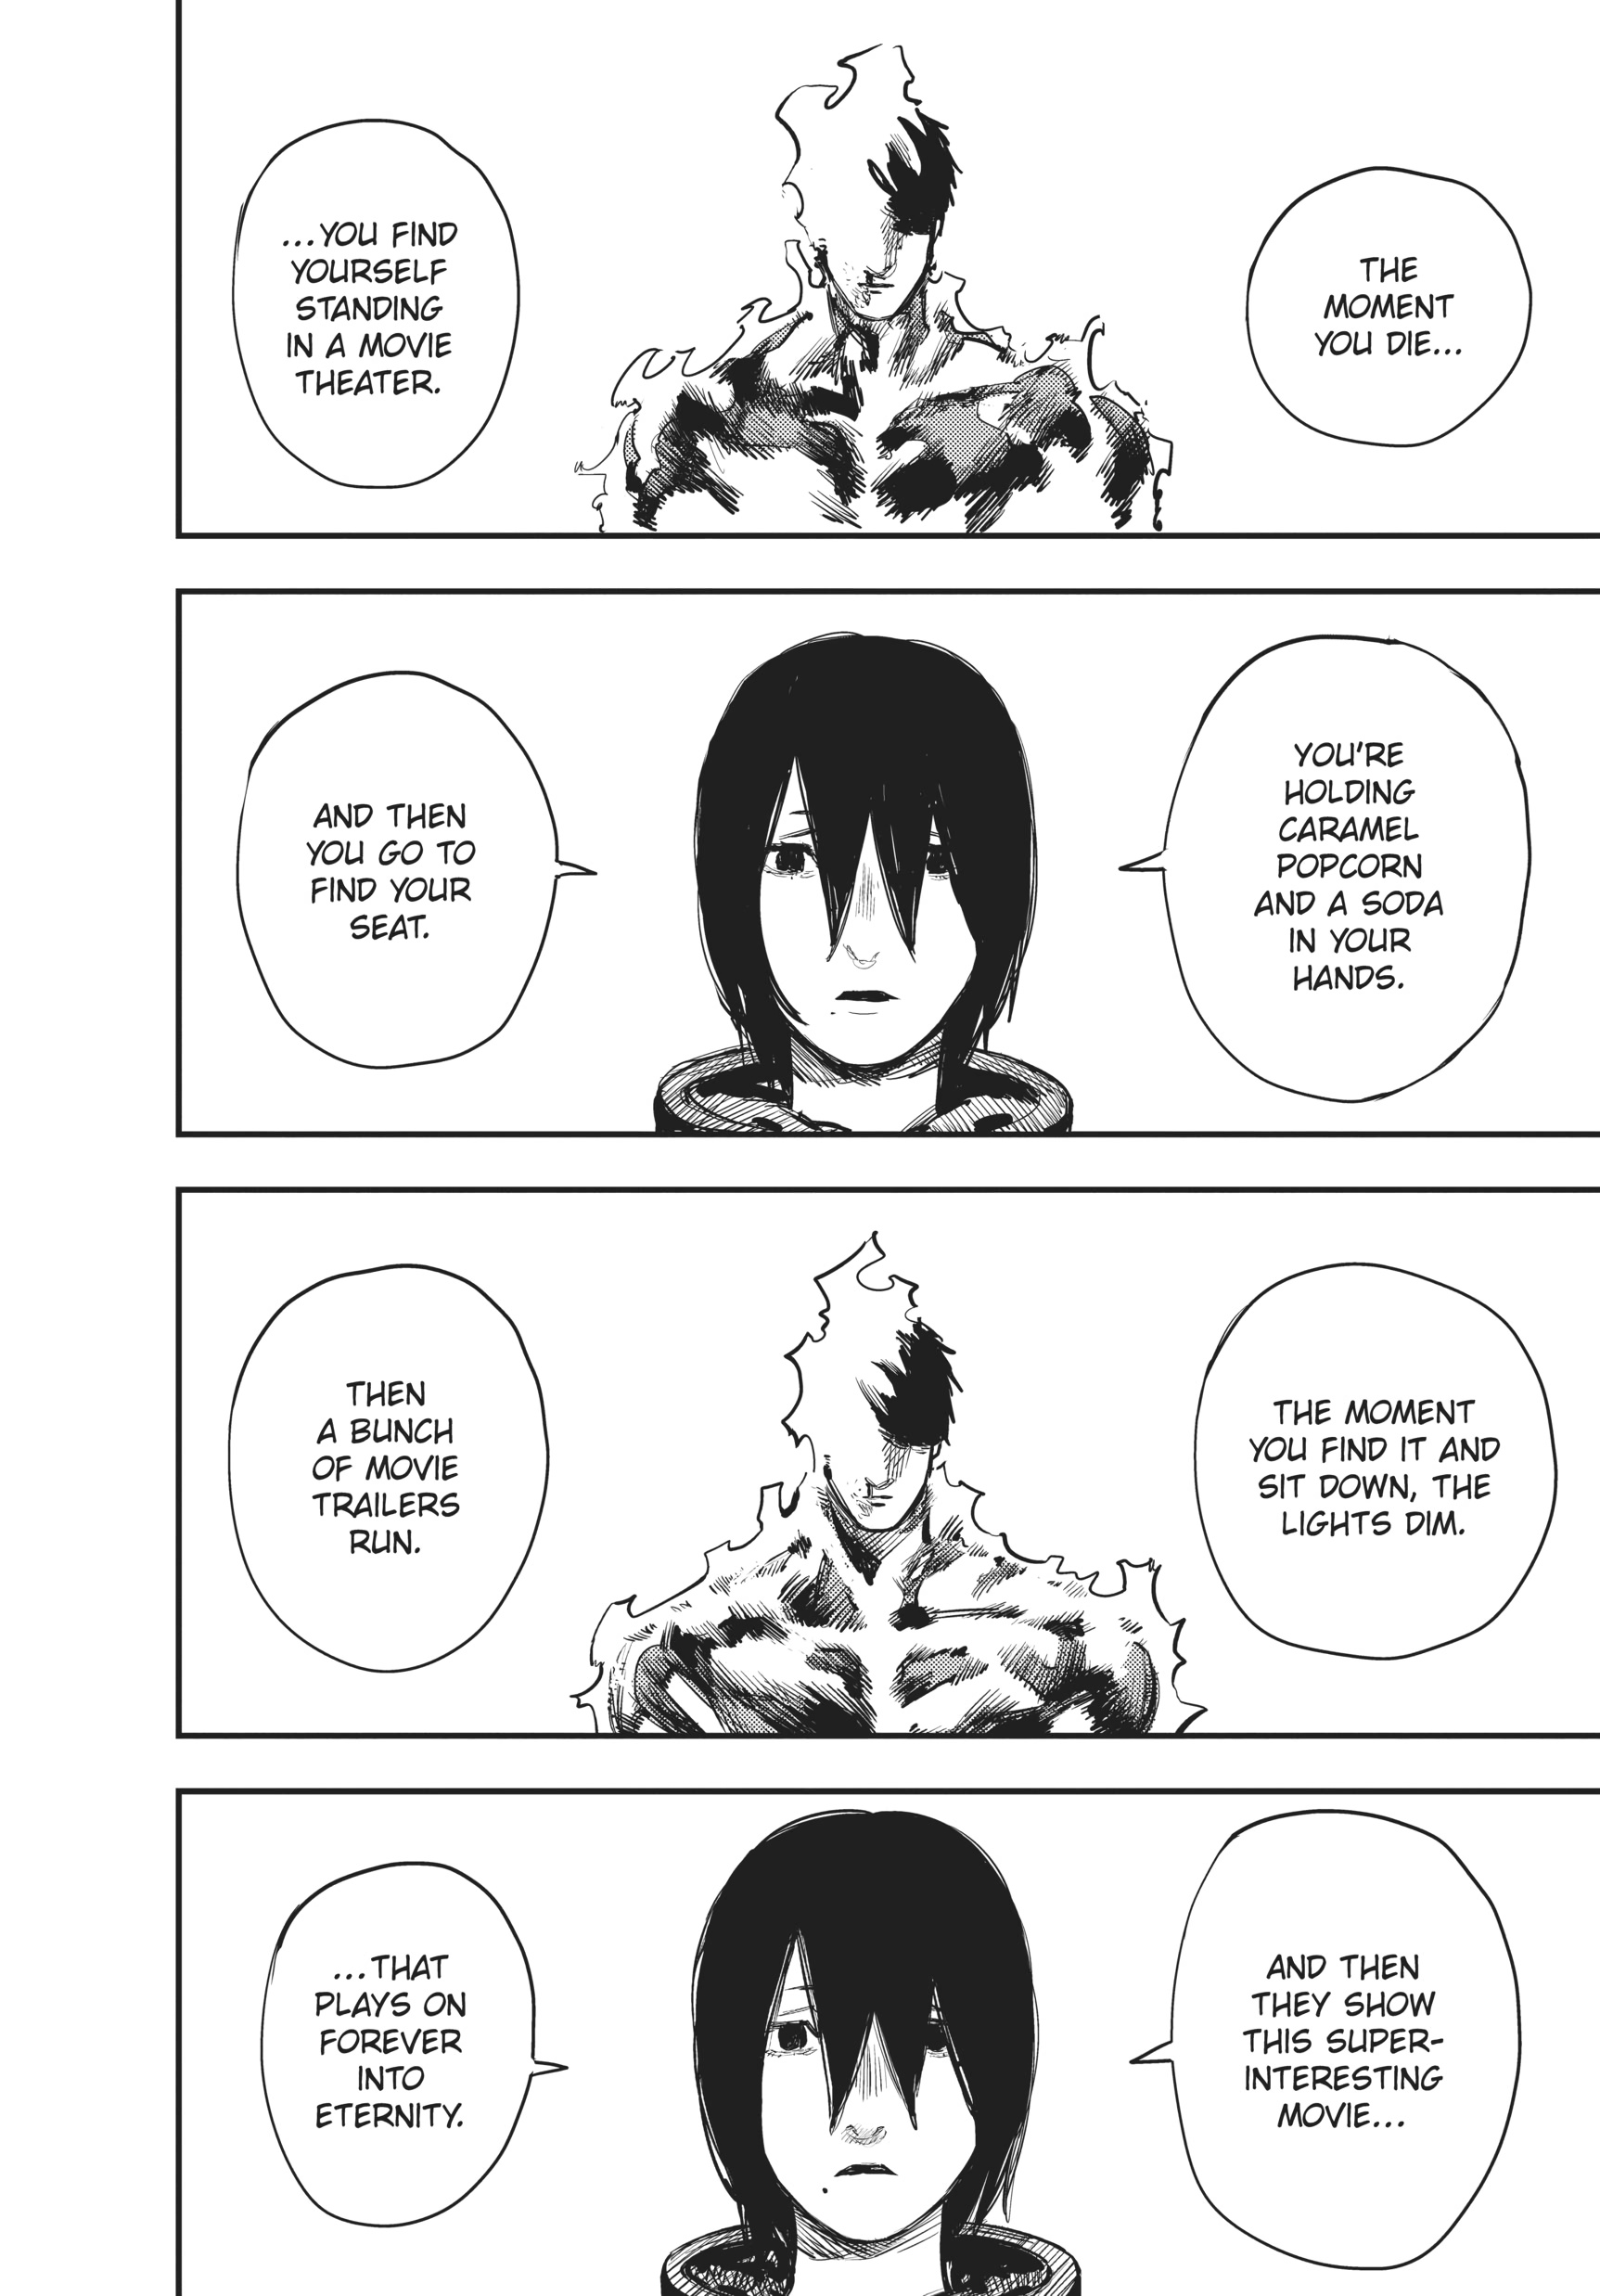 THE
MOMENT
YOU DIE...
...YOU FIND
YOURSELF
STANDING
IN A MOVIE
THEATER.
YOU'RE
HOLDING
CARAMEL
POPCORN
AND A SODA
IN YOUR
HANDS.
AND THEN
YOU GO TO
FIND YOUR
SEAT.
THE MOMENT
YOU FIND IT AND
SIT DOWN, THE
LIGHTS DIM.
THEN
A BUNCH
OF MOVIE
TRAILERS
RUN.
AND THEN
THEY SHOW
THIS SUPER-
INTERESTING
MOVIE...
...THAT
PLAYS ON
FOREVER
INTO
ETERNITY.